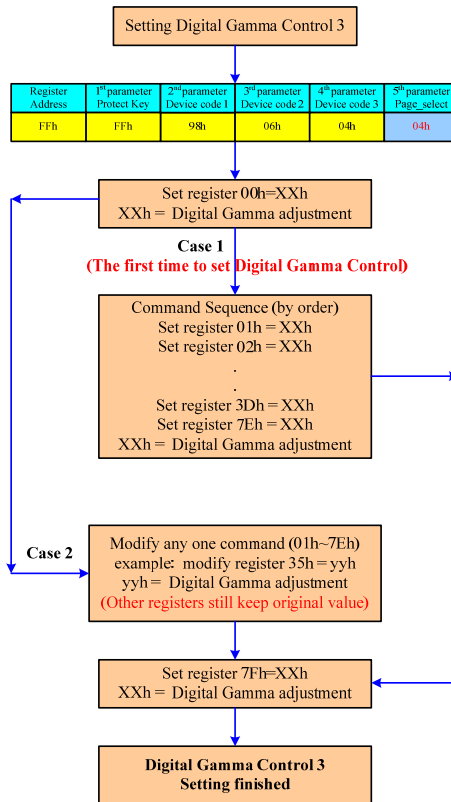 Setting Digital Gamma Control 3
Register Address
1st parameter Protect Key
2nd parameter Device code 1
3rd parameter Device code 2
4th parameter Device code 3
5th parameter Page_select
FFh FFh 98h 06h 04h 04h
Set register 00h=XXh
XXh = Digital Gamma adjustment
Case 1
(The first time to set Digital Gamma Control)
Command Sequence (by order)
Set register 01h = XXh
Set register 02h = XXh
.
.
Set register 3Dh = XXh
Set register 7Eh = XXh
XXh = Digital Gamma adjustment
Case 2
Modify any one command (01h~7Eh)
example: modify register 35h = yyh
yyh = Digital Gamma adjustment
(Other registers still keep original value)
Set register 7Fh=XXh
XXh = Digital Gamma adjustment
Digital Gamma Control 3
Setting finished